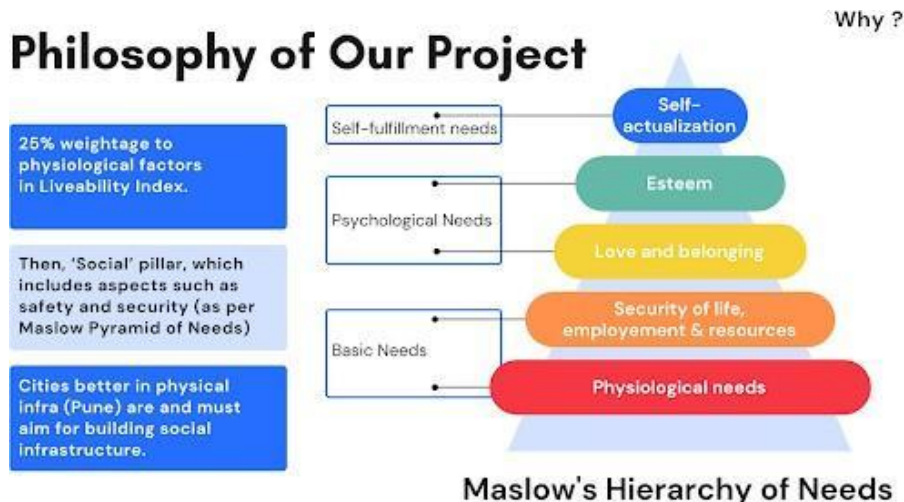 Why ?
Philosophy of Our Project
25% weightage to
physiological factors
in Liveability Index.
Then, ‘Social’ pillar, which
includes aspects such as
safety and security (as per
Maslow Pyramid of Needs)
Cities better in physical
infra (Pune) are and must
aim for building social
infrastructure.
Self-fulfillment needs
Psychological Needs
Basic Needs
Self-
actualization
Esteem
Love and belonging
Security of life,
employement & resources
Physiological needs
Maslow's Hierarchy of Needs